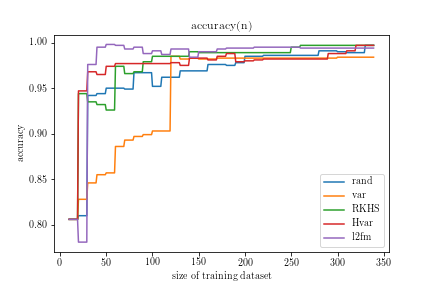 accuracy(n)
1.00
0.95
0.90
0.85
0.80
accuracy
0 50 100 150 200 250 300 350
size of training dataset
rand
var
RKHS
Hvar
l2fm